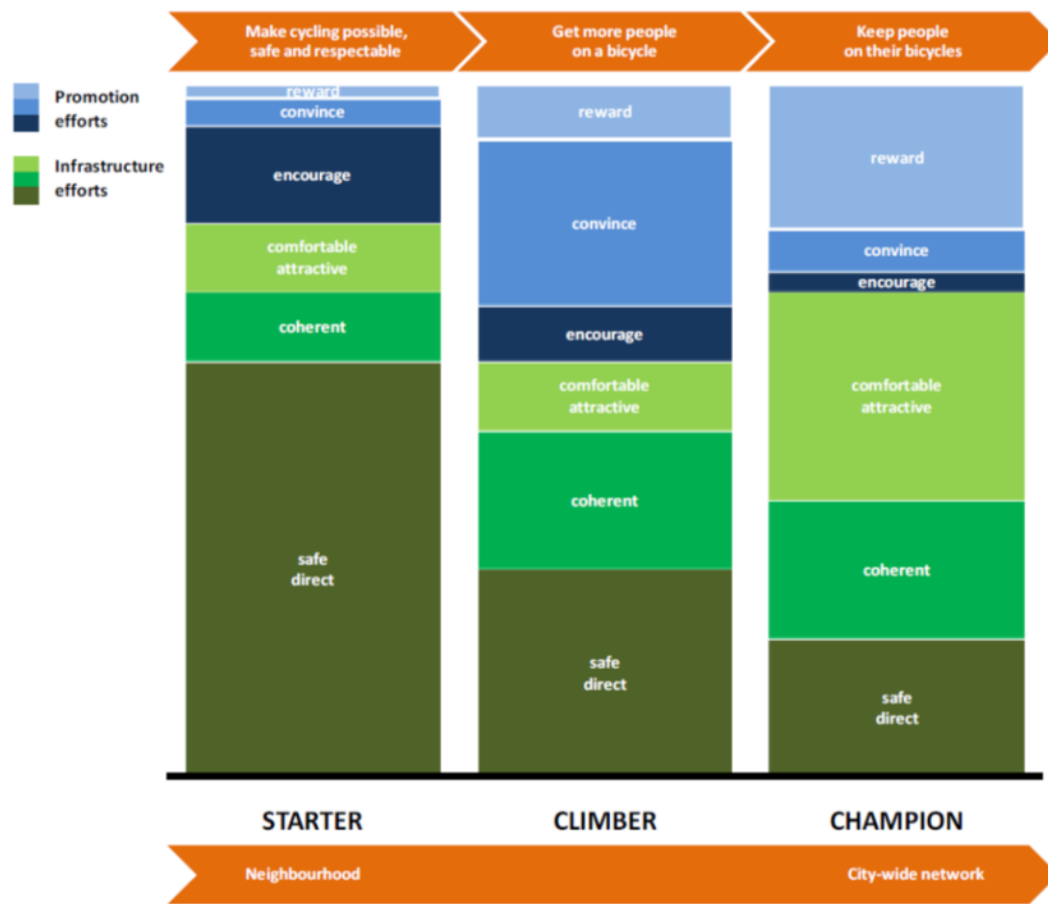 Make cycling possible,
safe and respectable
Get more people
on a bicycle
Keep people
on their bicycles
Promotion
efforts
Infrastructure
efforts
reward
convince
encourage
comfortable
attractive
coherent
safe
direct
reward
convince
encourage
comfortable
attractive
coherent
safe
direct
reward
convince
encourage
comfortable
attractive
coherent
safe
direct
STARTER
CLIMBER
CHAMPION
Neighbourhood
City-wide network